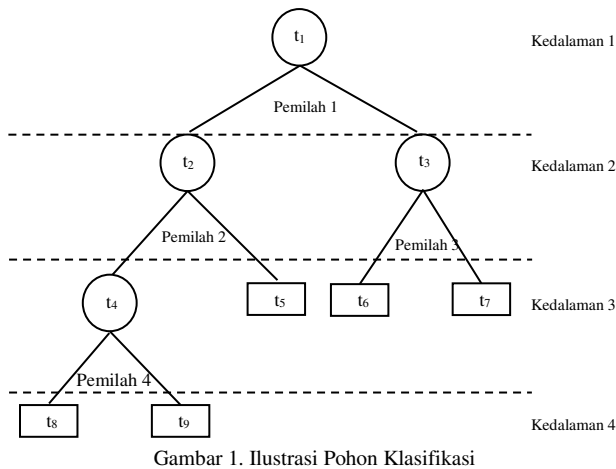 t1
Kedalaman 1
Pemilah 1
t2
t3
Kedalaman 2
Pemilah 2
Pemilah 3
t4
t5
t6
t7
Kedalaman 3
Pemilah 4
t8
t9
Kedalaman 4
Gambar 1. Ilustrasi Pohon Klasifikasi